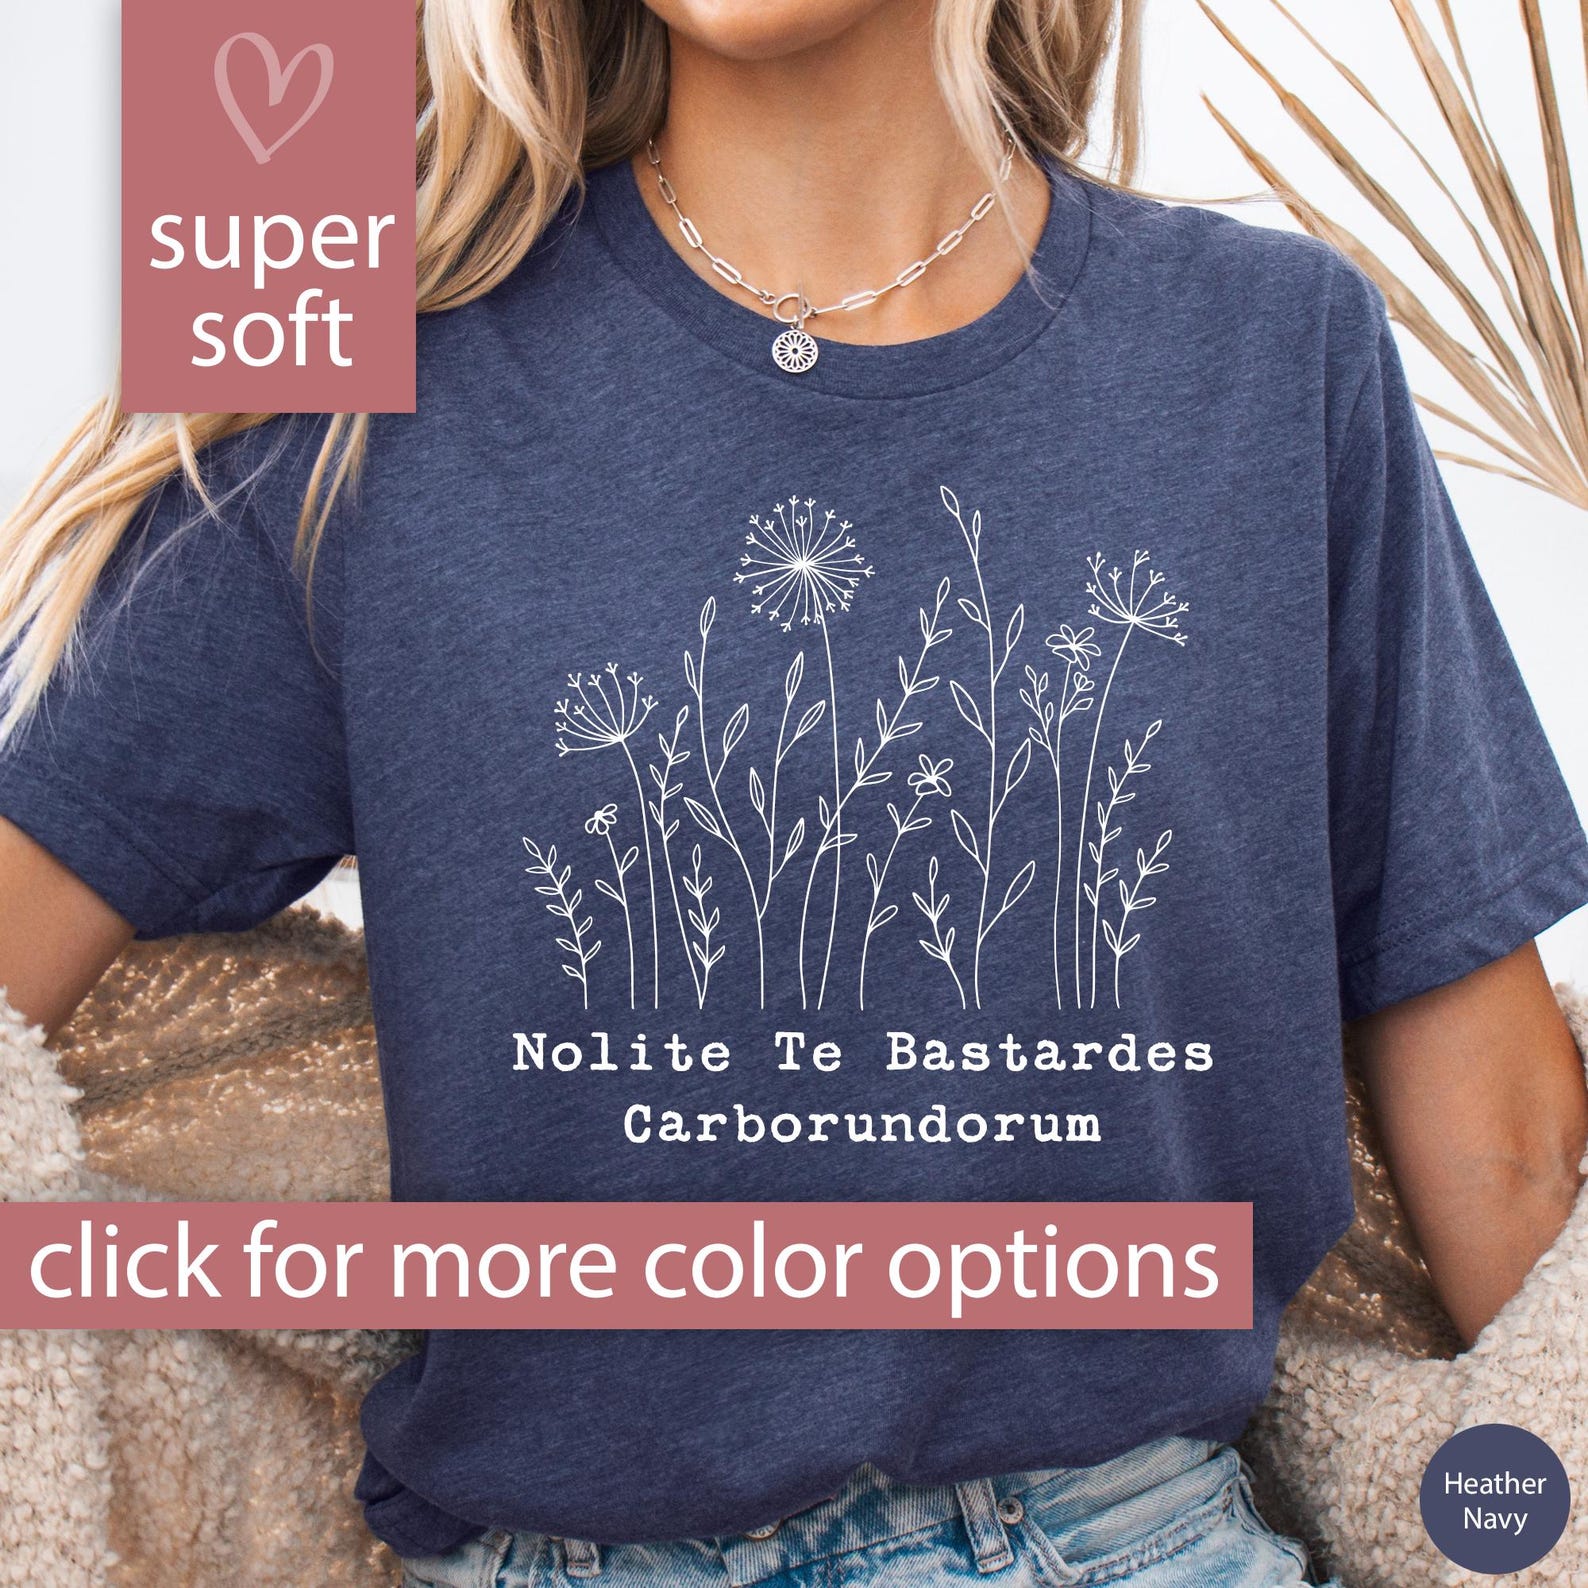 super
soft
Nolite Te Bastardes
Carborundorum
click for more color options
Heather
Navy